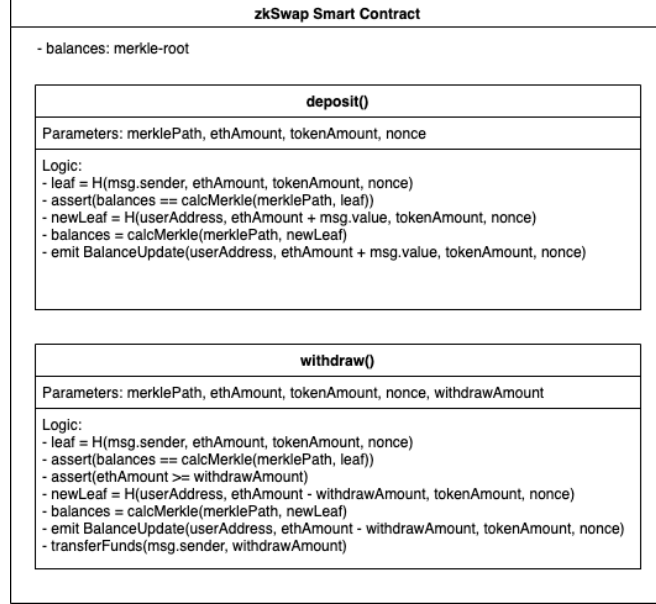 zkSwap Smart Contract
- balances: merkle-root
deposit()
Parameters: merklePath, ethAmount, tokenAmount, nonce
Logic:
- leaf = H(msg.sender, ethAmount, tokenAmount, nonce)
- assert(balances == calcMerkle(merklePath, leaf))
- newLeaf = H(userAddress, ethAmount + msg.value, tokenAmount, nonce)
- balances = calcMerkle(merklePath, newLeaf)
- emit BalanceUpdate(userAddress, ethAmount + msg.value, tokenAmount, nonce)
withdraw()
Parameters: merklePath, ethAmount, tokenAmount, nonce, withdrawAmount
Logic:
- leaf = H(msg.sender, ethAmount, tokenAmount, nonce)
- assert(balances == calcMerkle(merklePath, leaf))
- assert(ethAmount >= withdrawAmount)
- newLeaf = H(userAddress, ethAmount - withdrawAmount, tokenAmount, nonce)
- balances = calcMerkle(merklePath, newLeaf)
- emit BalanceUpdate(userAddress, ethAmount - withdrawAmount, tokenAmount, nonce)
- transferFunds(msg.sender, withdrawAmount)